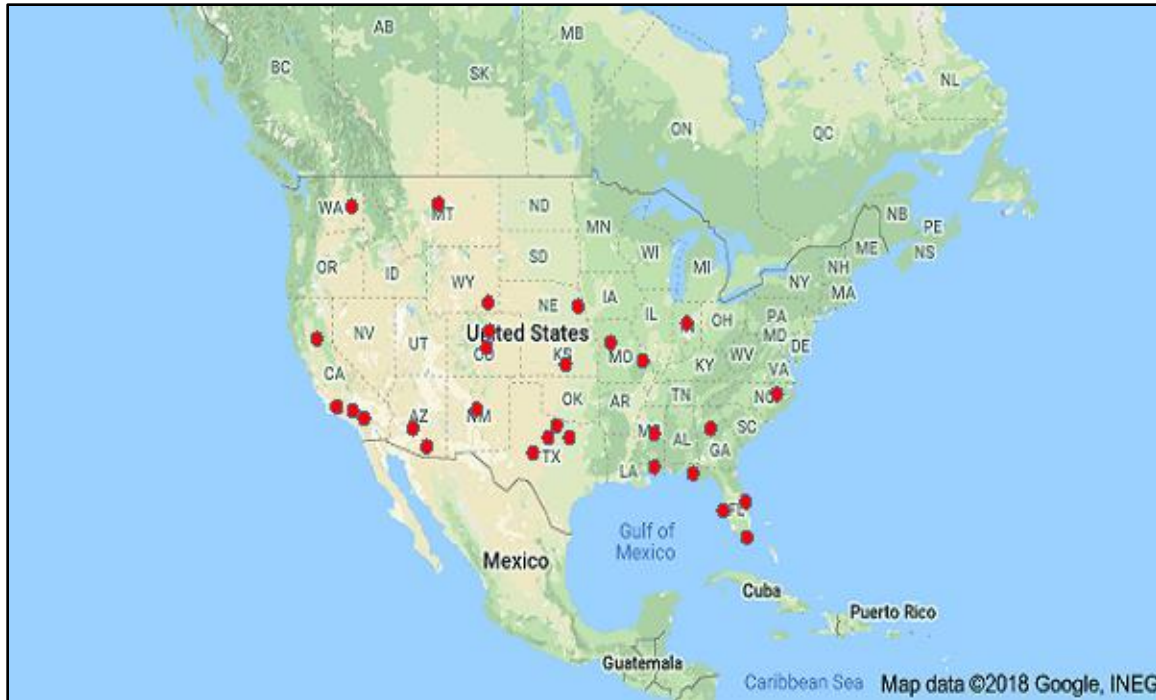 AB
MB
BC
SK
NL
ON
QC
WA
MT
ND
MN
NB
PE
ME
NS
OR
ID
SD
WI
MI
NH
NY
MA
WY
NE
IA
IL
IN
OH
PA
MD
DE
NV
UT
United States
CO
KS
MO
KY
WV
VA
CA
AZ
NM
OK
AR
TN
NC
SC
MS
AL
GA
TX
LA
FL
Gulf of
Mexico
Mexico
Cuba
Puerto Rico
Guatemala
Caribbean Sea
Map data ©2018 Google, INEG